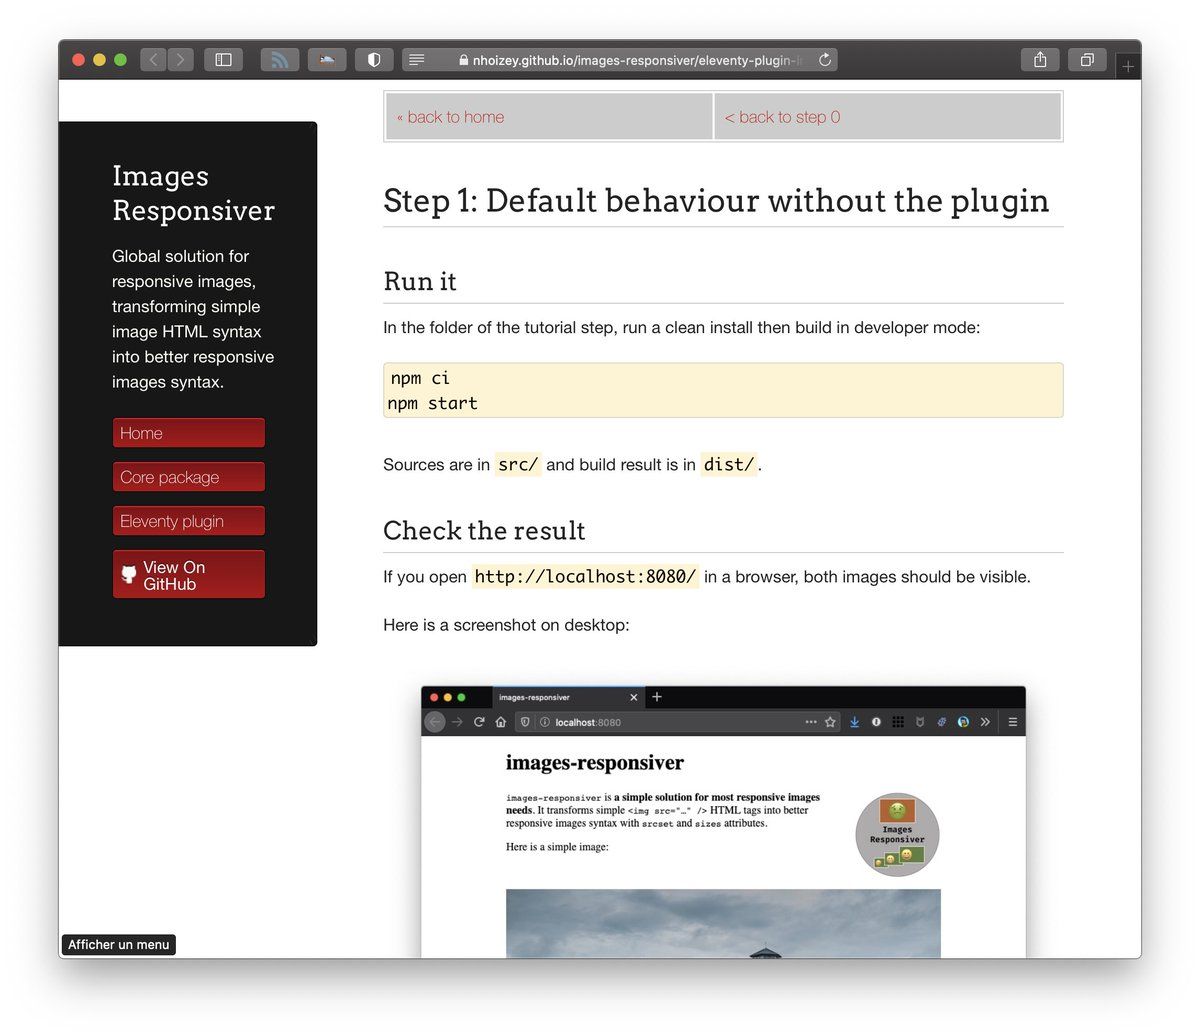 nhoizey.github.io/images-responsiver/eleventy-plugin-i
« back to home
< back to step 0
Images
Responsiver
Global solution for
responsive images,
transforming simple
image HTML syntax
into better responsive
images syntax.
Home
Core package
Eleventy plugin
View On
GitHub
Step 1: Default behaviour without the plugin
Run it
In the folder of the tutorial step, run a clean install then build in developer mode:
npm ci
npm start
Sources are in src/ and build result is in dist/.
Check the result
If you open http://localhost:8080/ in a browser, both images should be visible.
Here is a screenshot on desktop:
images-responsiver
localhost:8080
images-responsiver
images-responsiver is a simple solution for most responsive images
needs. It transforms simple <img src="…" /> HTML tags into better
responsive images syntax with srcset and sizes attributes.
Here is a simple image:
Images
Responsiver
Afficher un menu